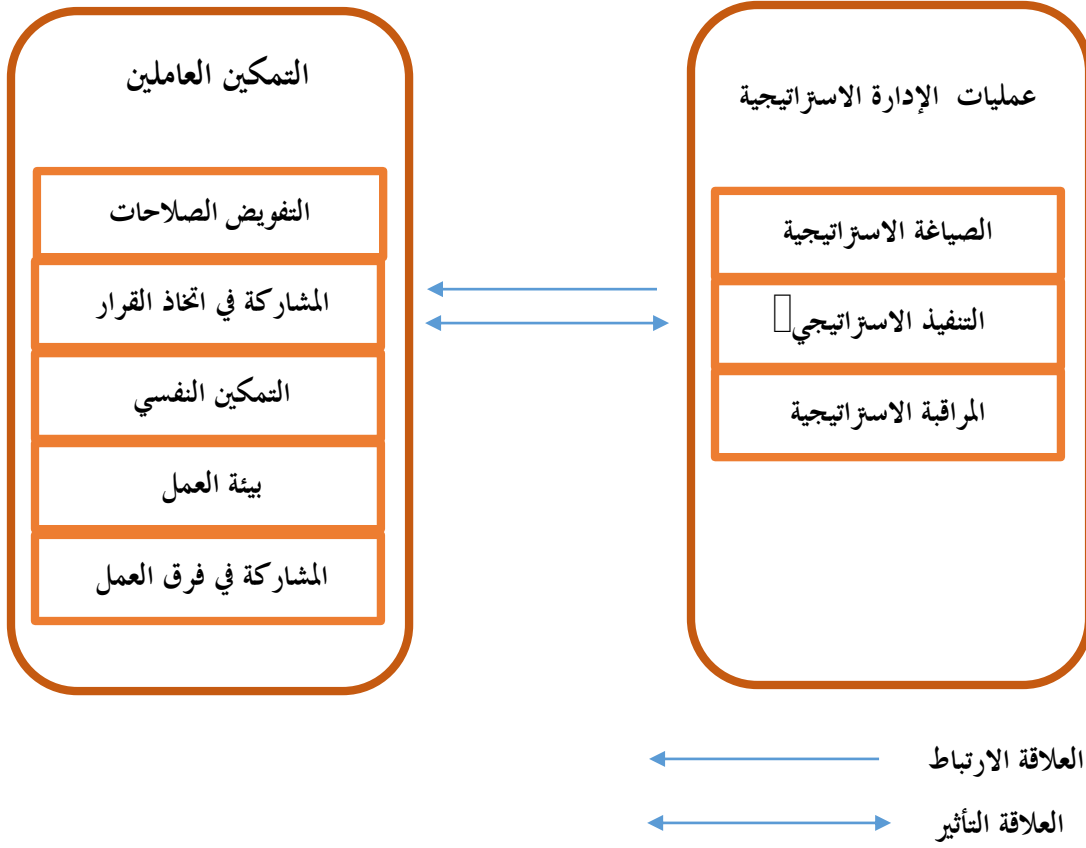 عمليات الإدارة الاستراتيجية
الصياغة الاستراتيجية
التنفيذ الاستراتيجي
المراقبة الاستراتيجية
التمكين العاملين
التفويض الصلاحات
المشاركة في اتخاذ القرار
التمكين النفسي
بيئة العمل
المشاركة في فرق العمل
العلاقة الارتباط
العلاقة التأثير